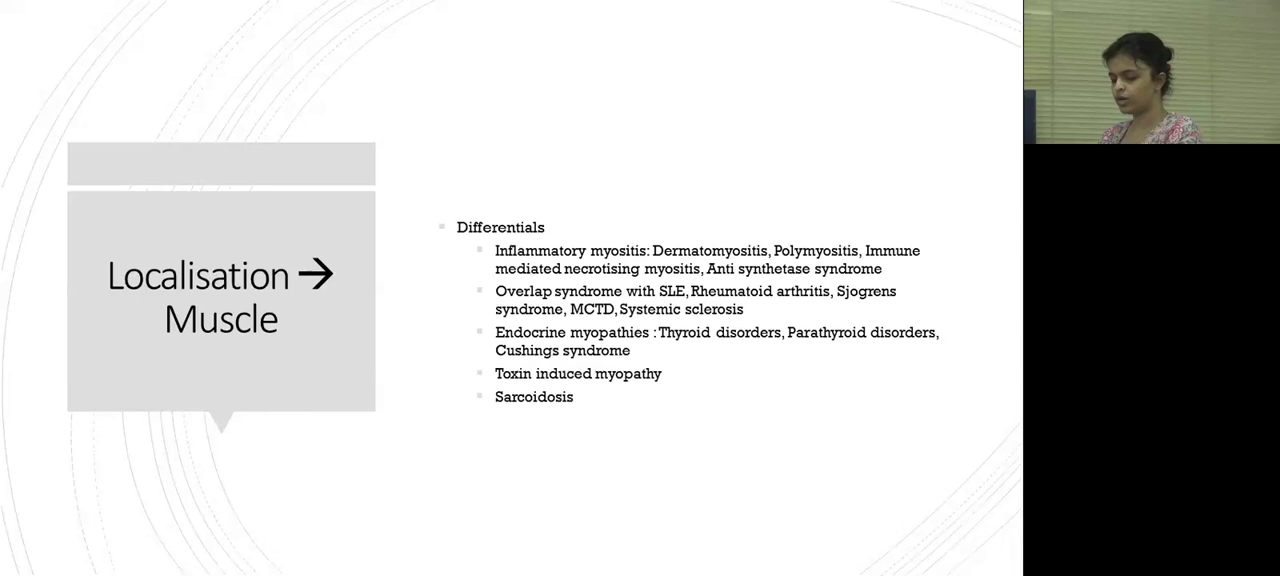 Localisation →
Muscle
Differentials
Inflammatory myositis: Dermatomyositis, Polymyositis, Immune
mediated necrotising myositis, Anti synthetase syndrome
Overlap syndrome with SLE, Rheumatoid arthritis, Sjogrens
syndrome, MCTD, Systemic sclerosis
Endocrine myopathies : Thyroid disorders, Parathyroid disorders,
Cushings syndrome
Toxin induced myopathy
Sarcoidosis